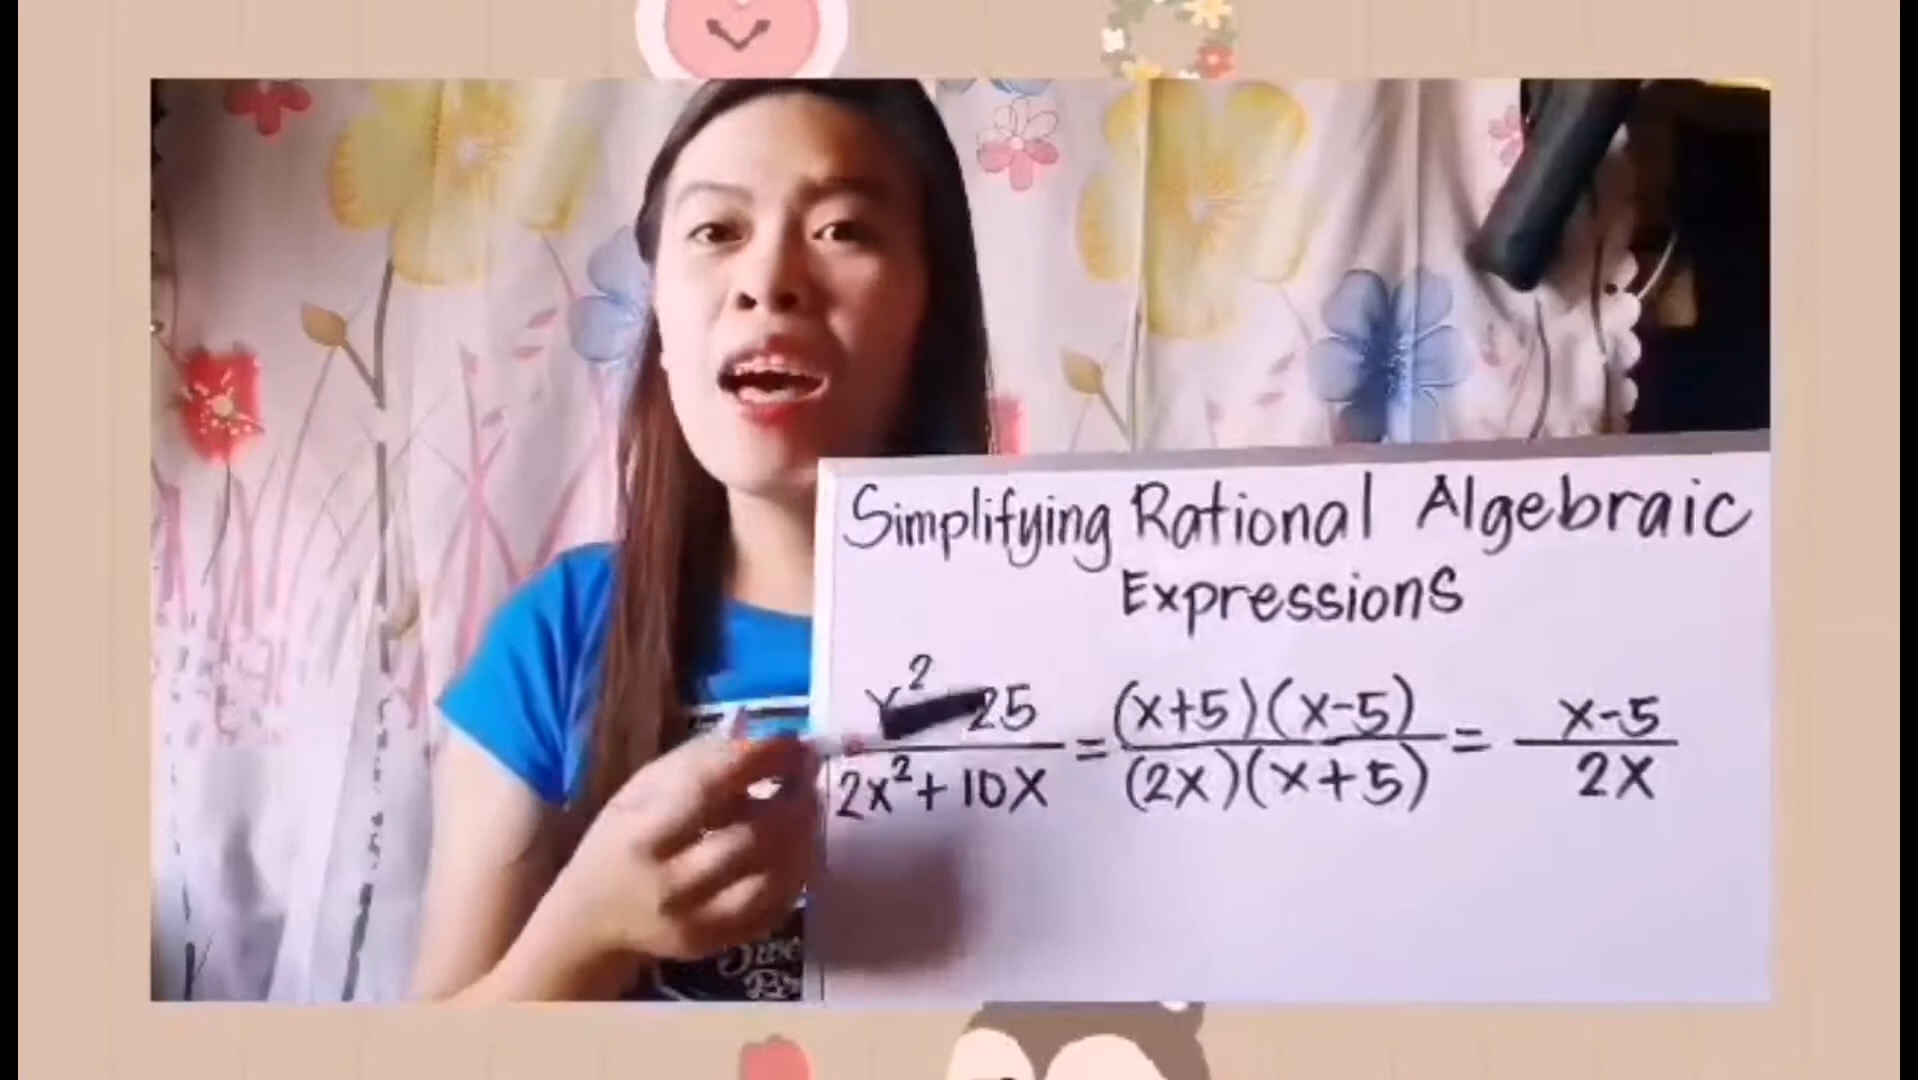 Simplifying Rational Algebraic
Expressions
x² 25 = (x+5)(x-5) = x-5
2x²+10x (2x)(x+5) 2x